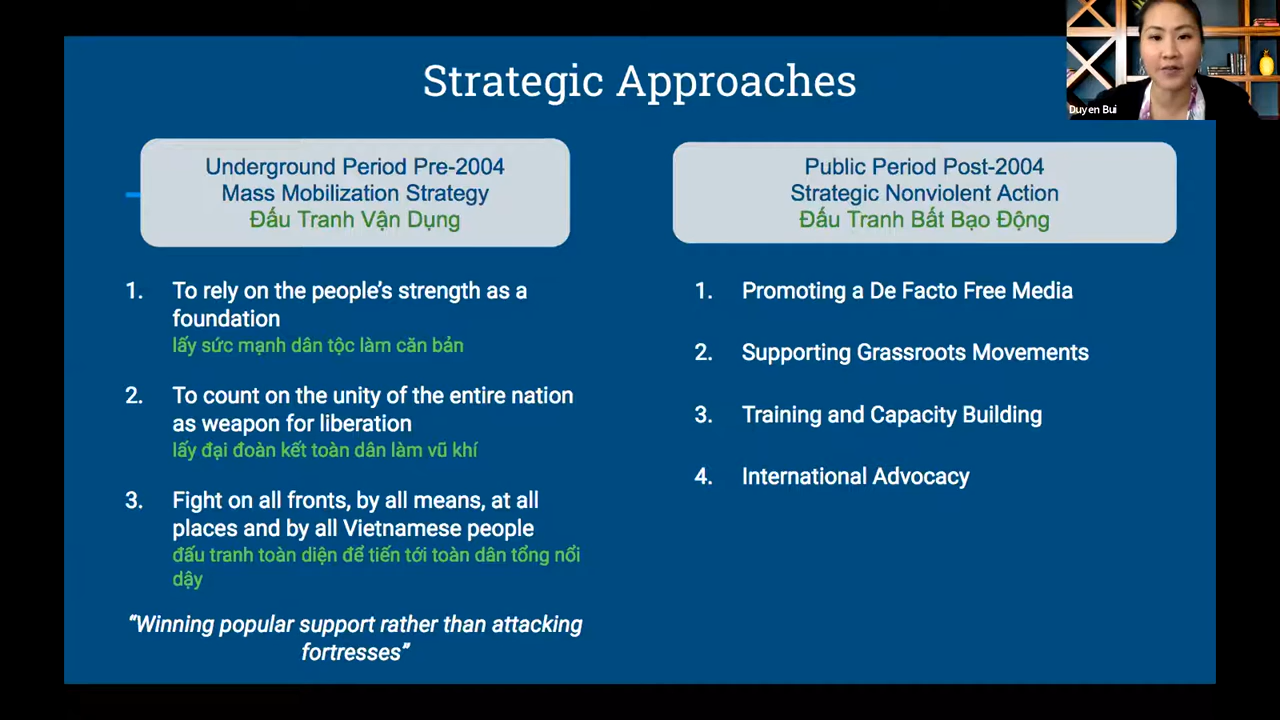 Strategic Approaches
Duyen Bui
Underground Period Pre-2004
Mass Mobilization Strategy
Đấu Tranh Vận Dụng
1. To rely on the people’s strength as a
foundation
lấy sức mạnh dân tộc làm căn bản
2. To count on the unity of the entire nation
as weapon for liberation
lấy đại đoàn kết toàn dân làm vũ khí
3. Fight on all fronts, by all means, at all
places and by all Vietnamese people
đấu tranh toàn diện để tiến tới toàn dân tổng nổi
dậy
“Winning popular support rather than attacking
fortresses”
Public Period Post-2004
Strategic Nonviolent Action
Đấu Tranh Bất Bạo Động
1. Promoting a De Facto Free Media
2. Supporting Grassroots Movements
3. Training and Capacity Building
4. International Advocacy